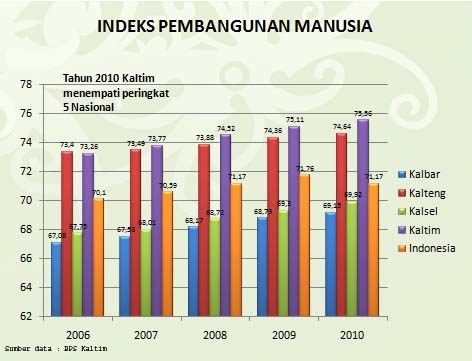 INDEKS PEMBANGUNAN MANUSIA
Tahun 2010 Kaltim
menempati peringkat
5 Nasional
78
76
74
72
70
68
66
64
62
67,08 73,4 67,75 73,26 70,1
67,53 73,49 68,01 73,77 70,59
68,17 73,88 68,72 74,52 71,17
68,79 74,36 69,3 75,11 71,76
69,15 74,64 69,92 75,56 71,17
2006 2007 2008 2009 2010
Kalbar
Kalteng
Kalsel
Kaltim
Indonesia
Sumber data : BPS Kaltim